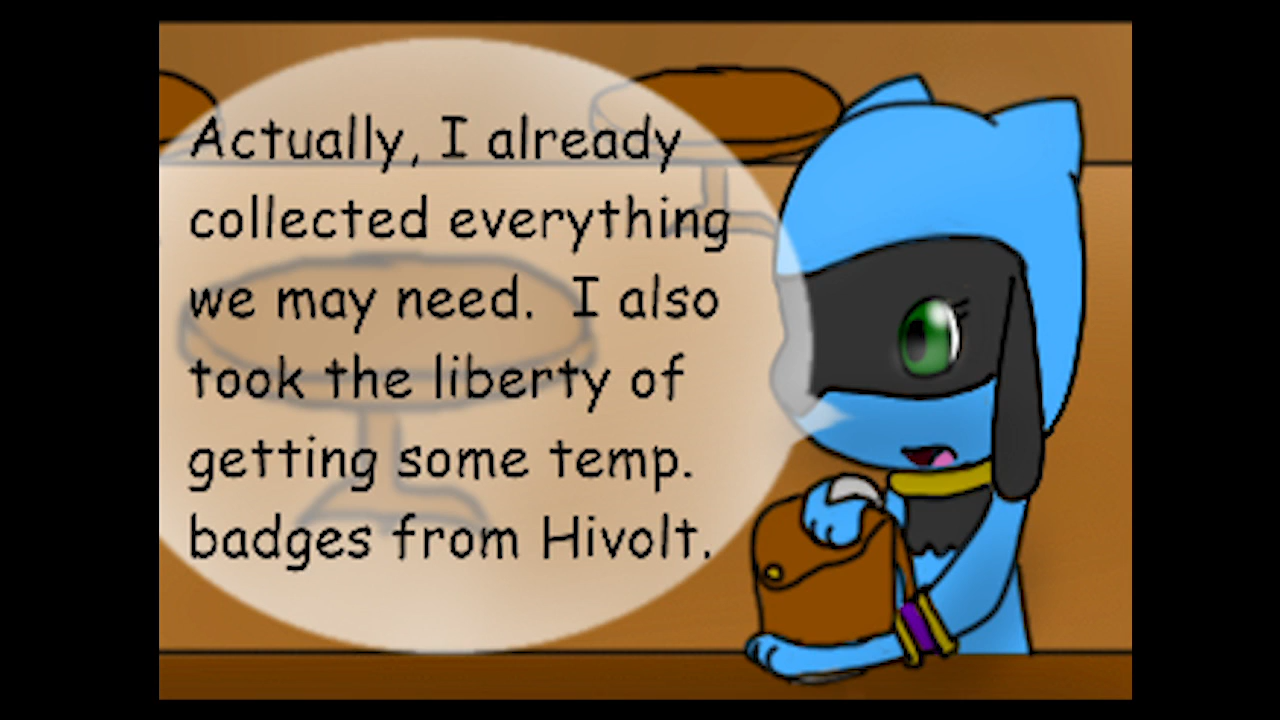 Actually, I already
collected everything
we may need.  I also
took the liberty of
getting some temp.
badges from Hivolt.